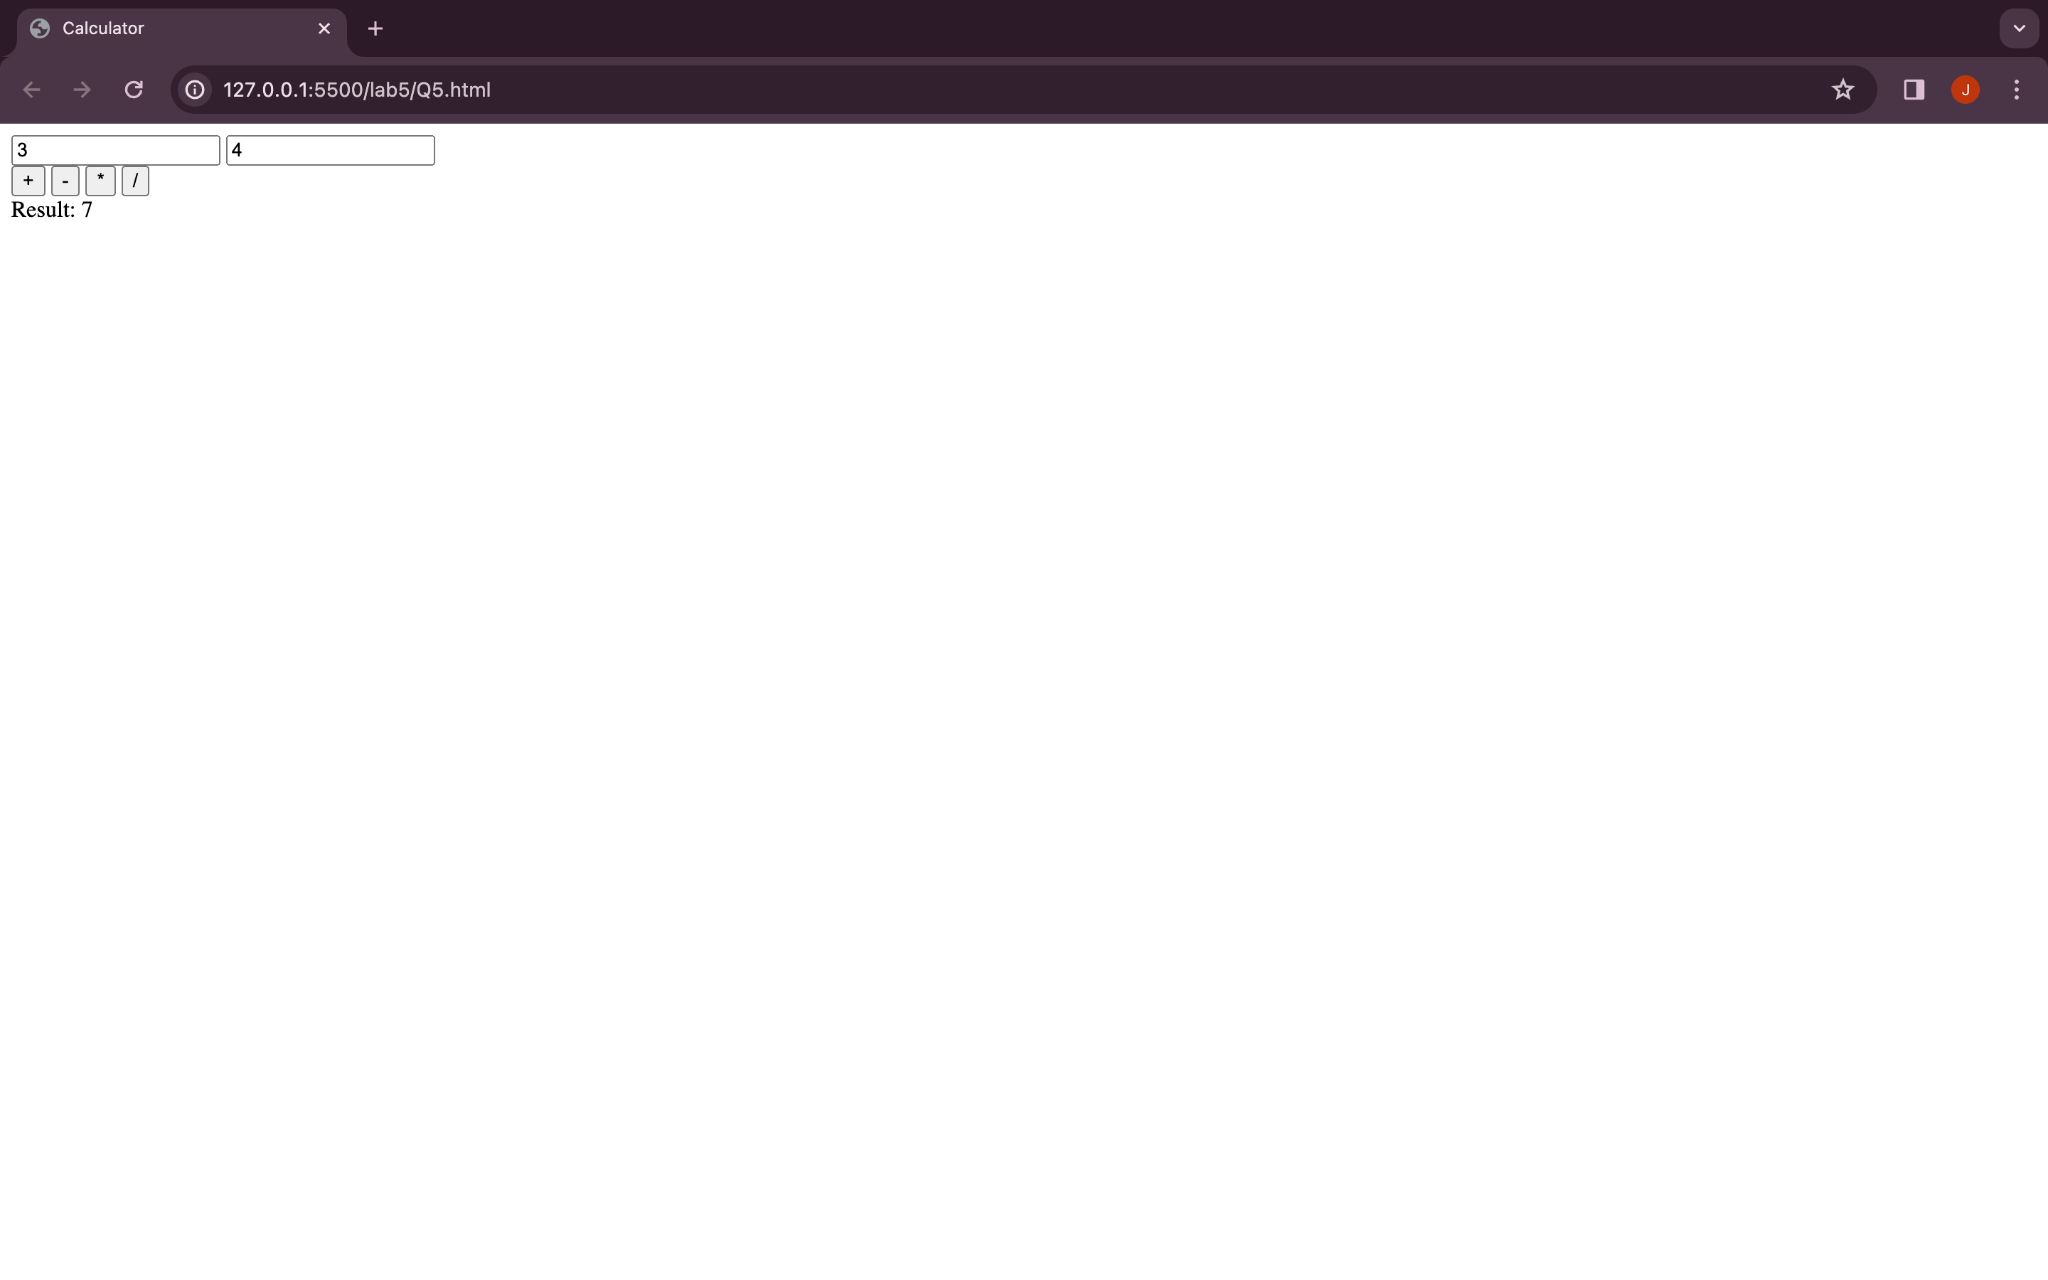 Calculator
127.0.0.1:5500/lab5/Q5.html
J
3 4
+ - * /
Result: 7